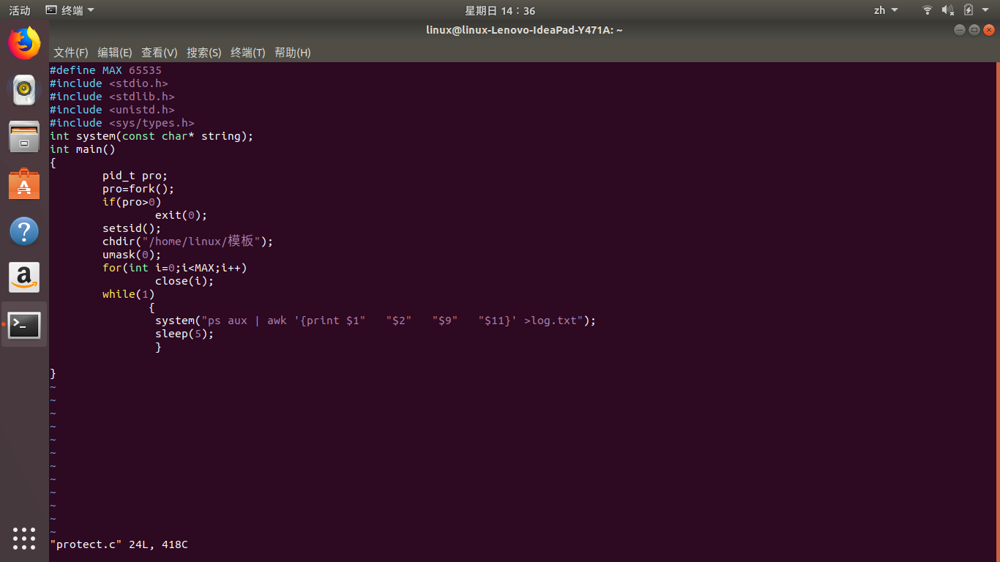 活动 终端 星期日 14：36 zh
linux@linux-Lenovo-IdeaPad-Y471A: ~
文件(F) 编辑(E) 查看(V) 搜索(S) 终端(T) 帮助(H)
#define MAX 65535
#include <stdio.h>
#include <stdlib.h>
#include <unistd.h>
#include <sys/types.h>
int system(const char* string);
int main()
{
        pid_t pro;
        pro=fork();
        if(pro>0)
                exit(0);
        setsid();
        chdir("/home/linux/模板");
        umask(0);
        for(int i=0;i<MAX;i++)
                close(i);
        while(1)
               {
                system("ps aux | awk '{print $1"   "$2"   "$9"   "$11}' >log.txt");
                sleep(5);
                }
}
~
~
~
~
~
~
~
~
~
~
~
~
"protect.c" 24L, 418C